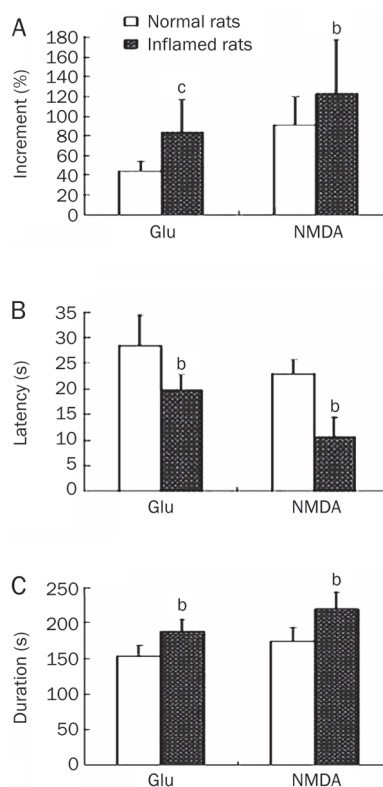 A
Normal rats
Inflamed rats
Increment (%)
180
160
140
120
100
80
60
40
20
0
c
b
Glu
NMDA
B
Latency (s)
35
30
25
20
15
10
5
0
b
b
Glu
NMDA
C
Duration (s)
250
200
150
100
50
0
b
b
Glu
NMDA